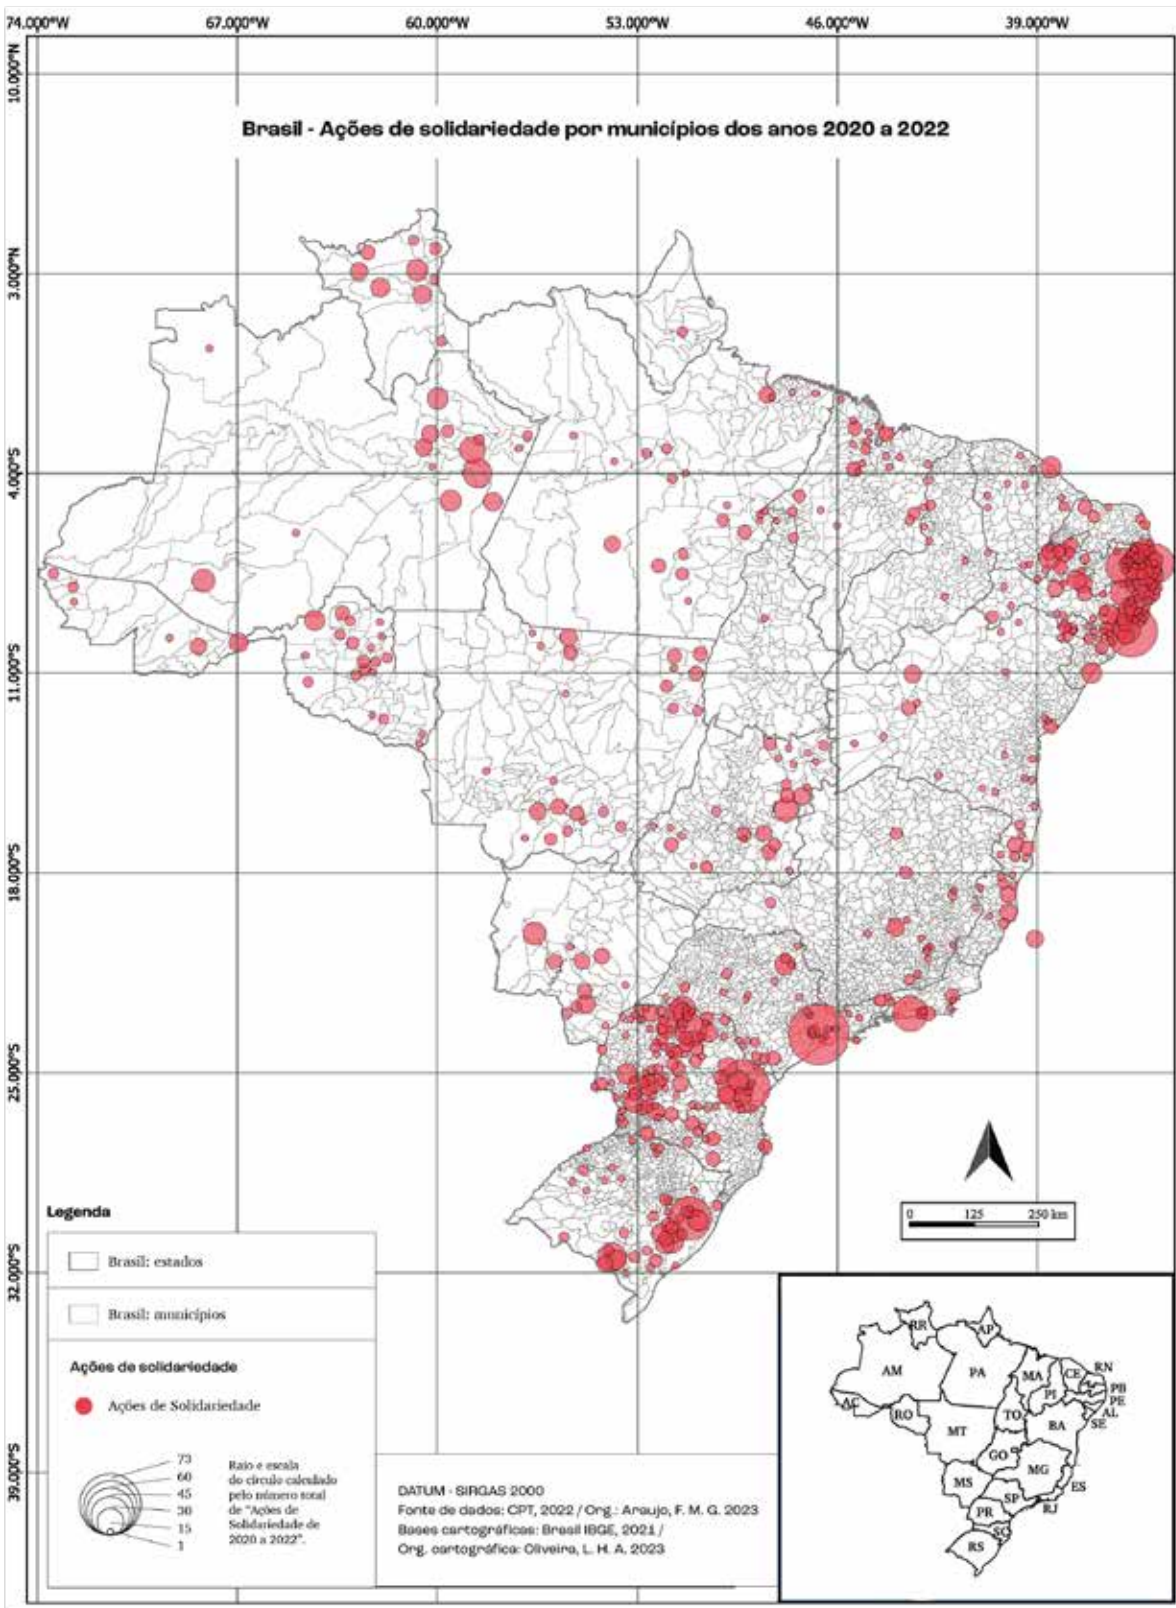 74.000°W 67.000°W 60.000°W 53.000°W 46.000°W 39.000°W
10.000°N
Brasil - Ações de solidariedade por municípios dos anos 2020 a 2022
3.000°N
4.000°S
11.000°S
18.000°S
25.000°S
32.000°S
39.000°S
0 125 250 km
Legenda
Brasil: estados
Brasil: municípios
Ações de solidariedade
Ações de Solidariedade
73
60
45
30
15
1
Raio e escala
do círculo calculado
pelo número total
de "Ações de
Solidariedade de
2020 a 2022".
DATUM - SIRGAS 2000
Fonte de dados: CPT, 2022 / Org.: Araujo, F. M. G. 2023
Bases cartográficas: Brasil IBGE, 2021 /
Org. cartográfica: Oliveira, L. H. A. 2023
RR AP
AM PA MA CE RN
PB
PI PE
AC AL
RO TO SE
MT BA
GO
MG
MS ES
SP
RJ
PR
SC
RS